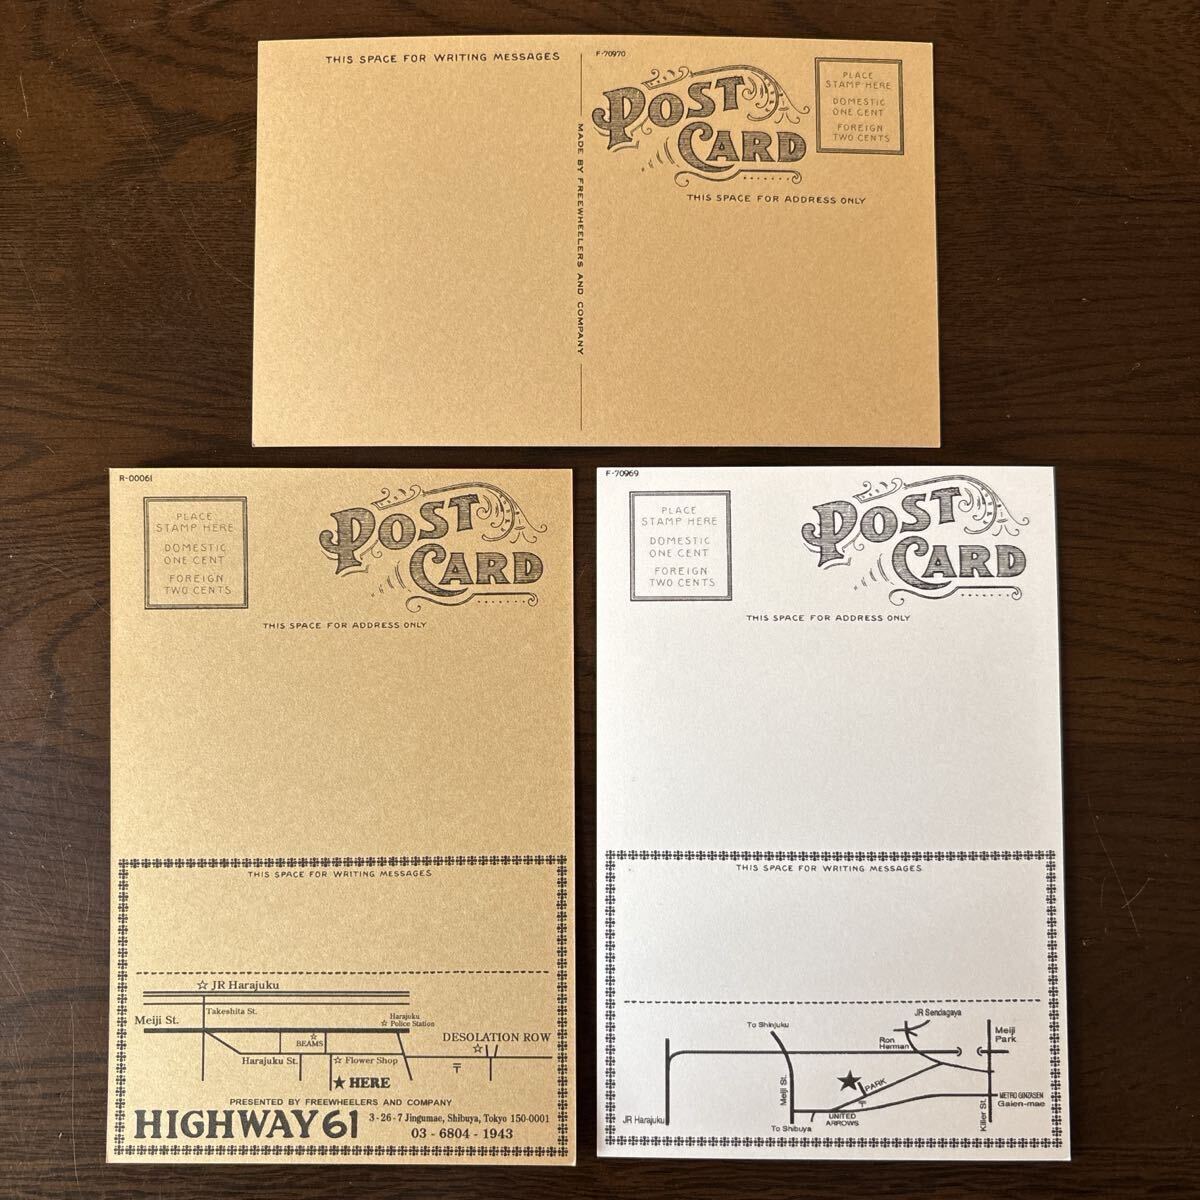 THIS SPACE FOR WRITING MESSAGES
F-70970
POST
CARD
PLACE
STAMP HERE
DOMESTIC
ONE CENT
FOREIGN
TWO CENTS
THIS SPACE FOR ADDRESS ONLY
MADE BY FREEWHEELERS AND COMPANY
R-00061
PLACE
STAMP HERE
DOMESTIC
ONE CENT
FOREIGN
TWO CENTS
POST
CARD
THIS SPACE FOR ADDRESS ONLY
THIS SPACE FOR WRITING MESSAGES
☆ JR Harajuku
Takeshita St.
Meiji St.
Harajuku
☆ Police Station
☆
BEAMS
DESOLATION ROW
☆
Harajuku St.
☆ Flower Shop
〒
★ HERE
PRESENTED BY FREEWHEELERS AND COMPANY
HIGHWAY 61
3-26-7 Jingumae, Shibuya, Tokyo 150-0001
03-6804-1943
F-70969
PLACE
STAMP HERE
DOMESTIC
ONE CENT
FOREIGN
TWO CENTS
POST
CARD
THIS SPACE FOR ADDRESS ONLY
THIS SPACE FOR WRITING MESSAGES
JR Sendagaya
To Shinjuku
Ron
Herman
Meiji
Park
Meiji St.
★
PARK
〒
METRO GINZASEN
Gaien-mae
JR Harajuku
UNITED
ARROWS
To Shibuya
Killer St.